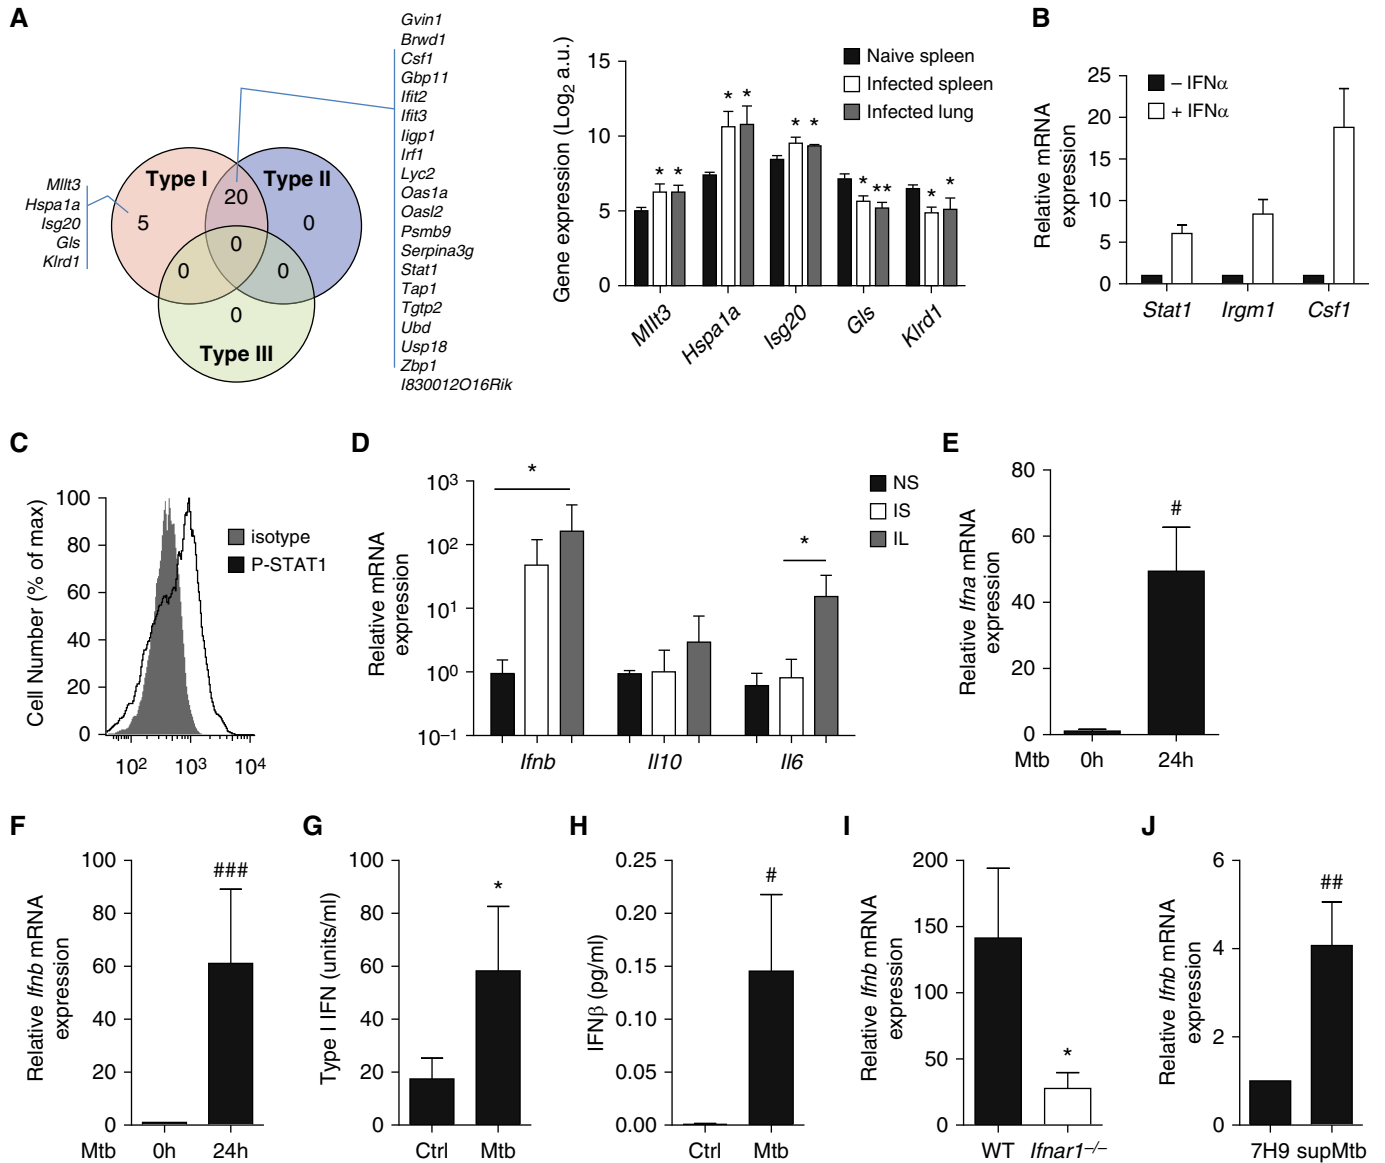 A
Gvin1
Brwd1
Csf1
Gbp11
Ifit2
Ifit3
Iigp1
Irf1
Lyc2
Oas1a
Oasl2
Psmb9
Serpina3g
Stat1
Tap1
Tgtp2
Ubd
Usp18
Zbp1
I830012O16Rik
Mllt3
Hspa1a
Isg20
Gls
Klrd1
Type I
Type II
Type III
5
20
0
0
0
0
0
Gene expression (Log2 a.u.)
15
10
5
0
Naive spleen
Infected spleen
Infected lung
* * * * * * * ** * *
Mllt3 Hspa1a Isg20 Gls Klrd1
B
Relative mRNA
expression
25
20
15
10
5
0
– IFNα
+ IFNα
Stat1 Irgm1 Csf1
C
Cell Number (% of max)
100
80
60
40
20
0
10² 10³ 10⁴
isotype
P-STAT1
D
Relative mRNA
expression
10³
10²
10¹
10⁰
10–¹
*
*
NS
IS
IL
Ifnb Il10 Il6
E
Relative Ifna mRNA
expression
80
60
40
20
0
#
Mtb 0h 24h
F
Relative Ifnb mRNA
expression
100
80
60
40
20
0
###
Mtb 0h 24h
G
Type I IFN (units/ml)
100
80
60
40
20
0
*
Ctrl Mtb
H
IFNβ (pg/ml)
0.25
0.20
0.15
0.10
0.05
0.00
#
Ctrl Mtb
I
Relative Ifnb mRNA
expression
200
150
100
50
0
*
WT Ifnar1–/–
J
Relative Ifnb mRNA
expression
6
4
2
0
##
7H9 supMtb